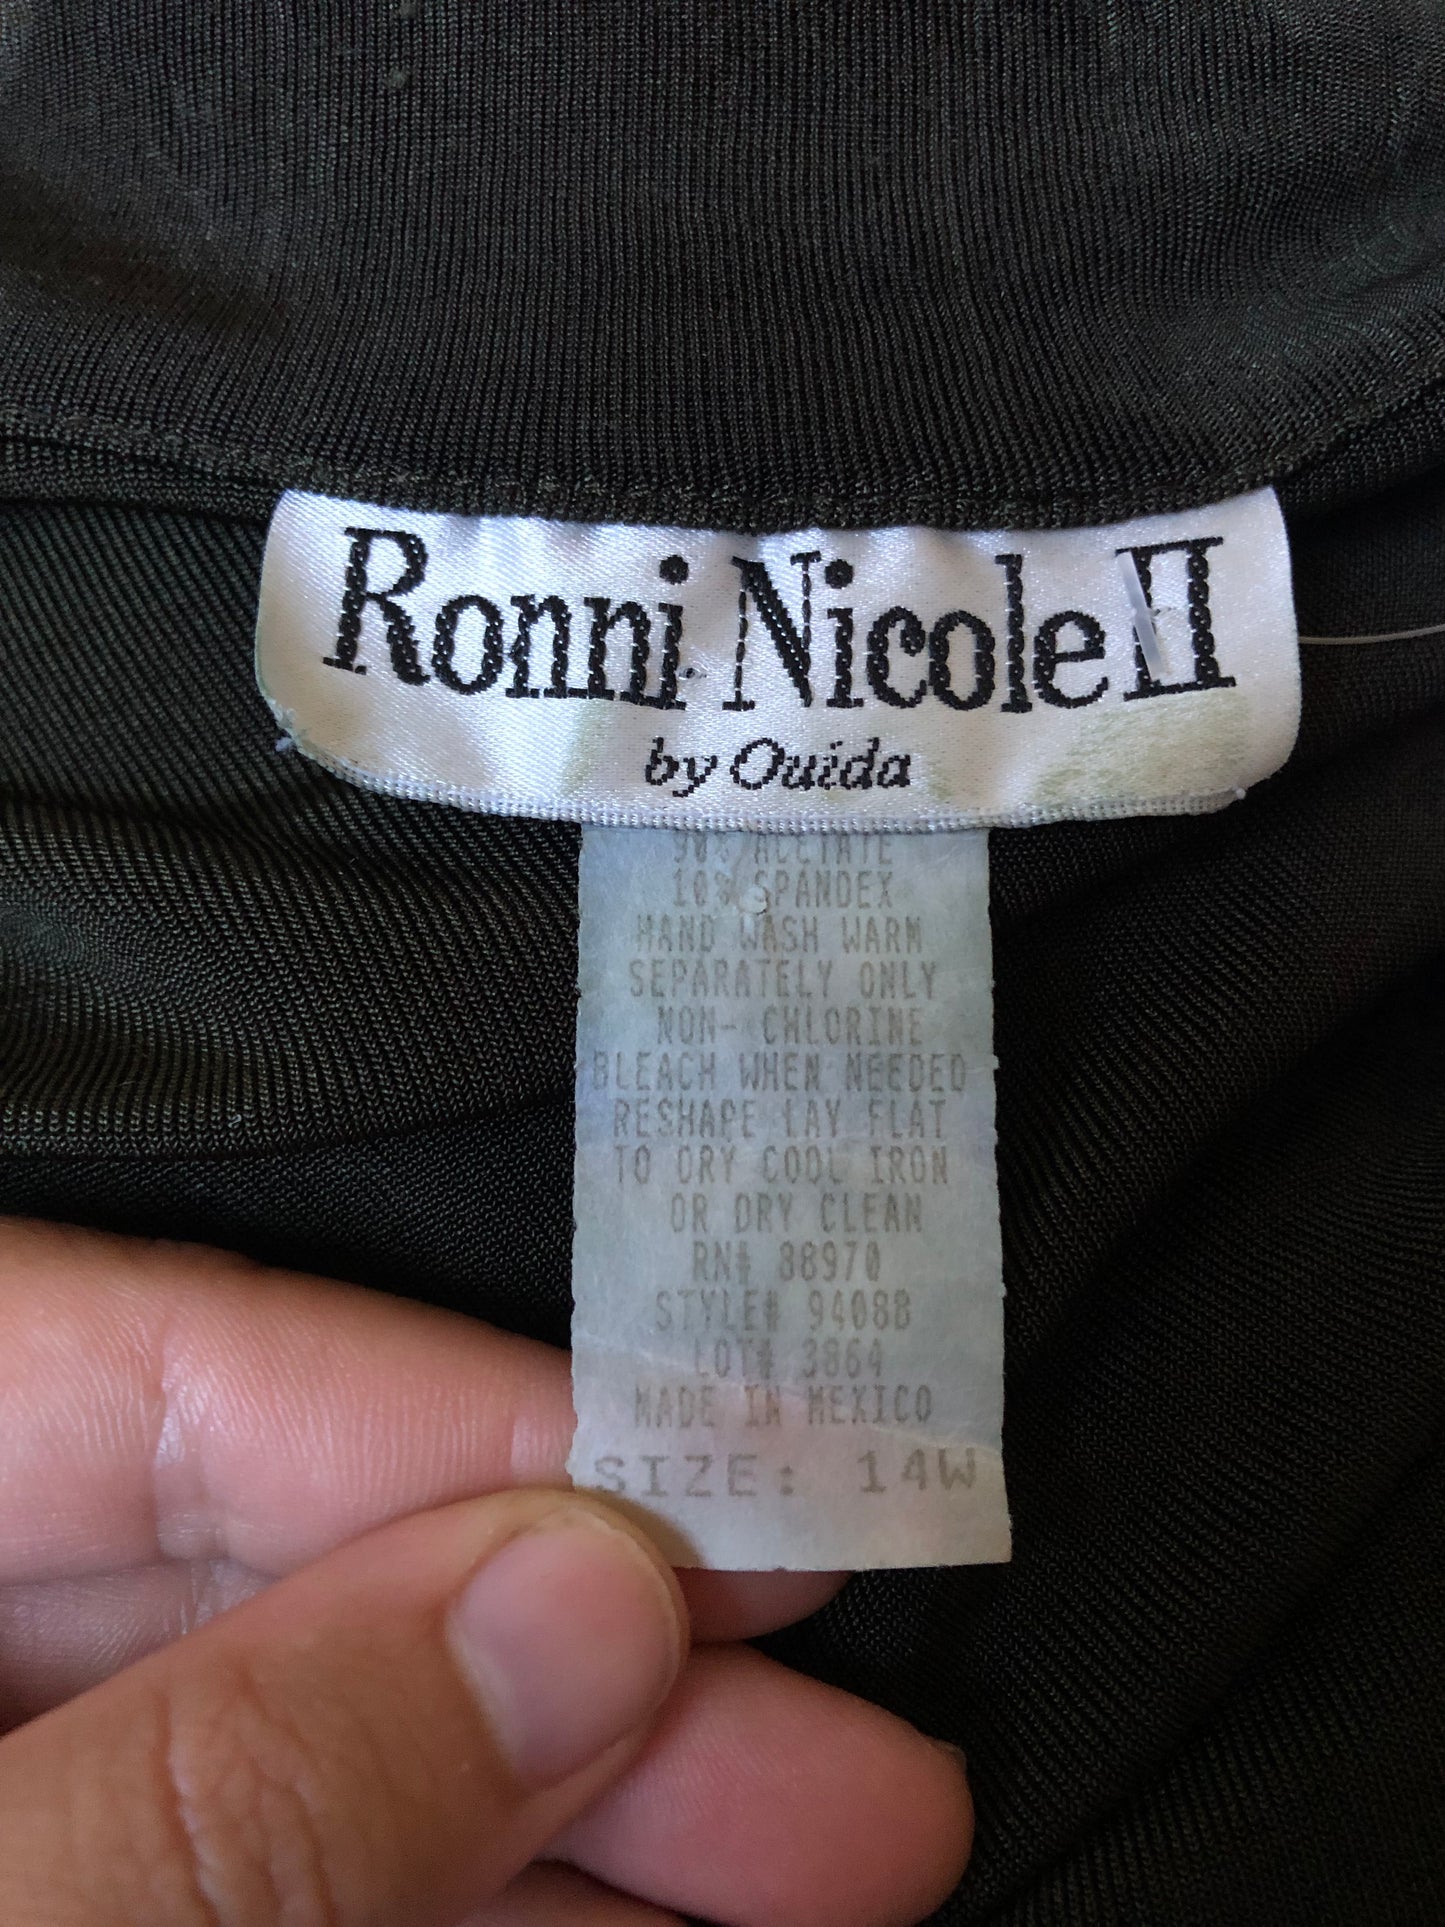 Ronni Nicole II
by Ouida
90% ACETATE
10% SPANDEX
HAND WASH WARM
SEPARATELY ONLY
NON- CHLORINE
BLEACH WHEN NEEDED
RESHAPE LAY FLAT
TO DRY COOL IRON
OR DRY CLEAN
RN# 88970
STYLE# 94088
LOT# 3864
MADE IN MEXICO
SIZE: 14W